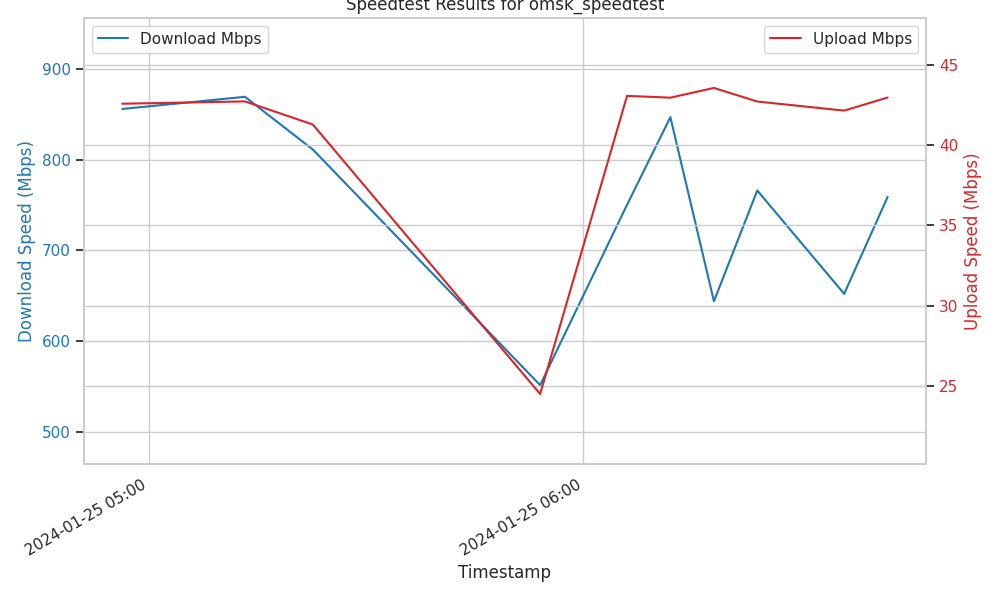 Speedtest Results for omsk_speedtest
Download Mbps
Upload Mbps
900
800
700
600
500
Download Speed (Mbps)
45
40
35
30
25
Upload Speed (Mbps)
2024-01-25 05:00
2024-01-25 06:00
Timestamp